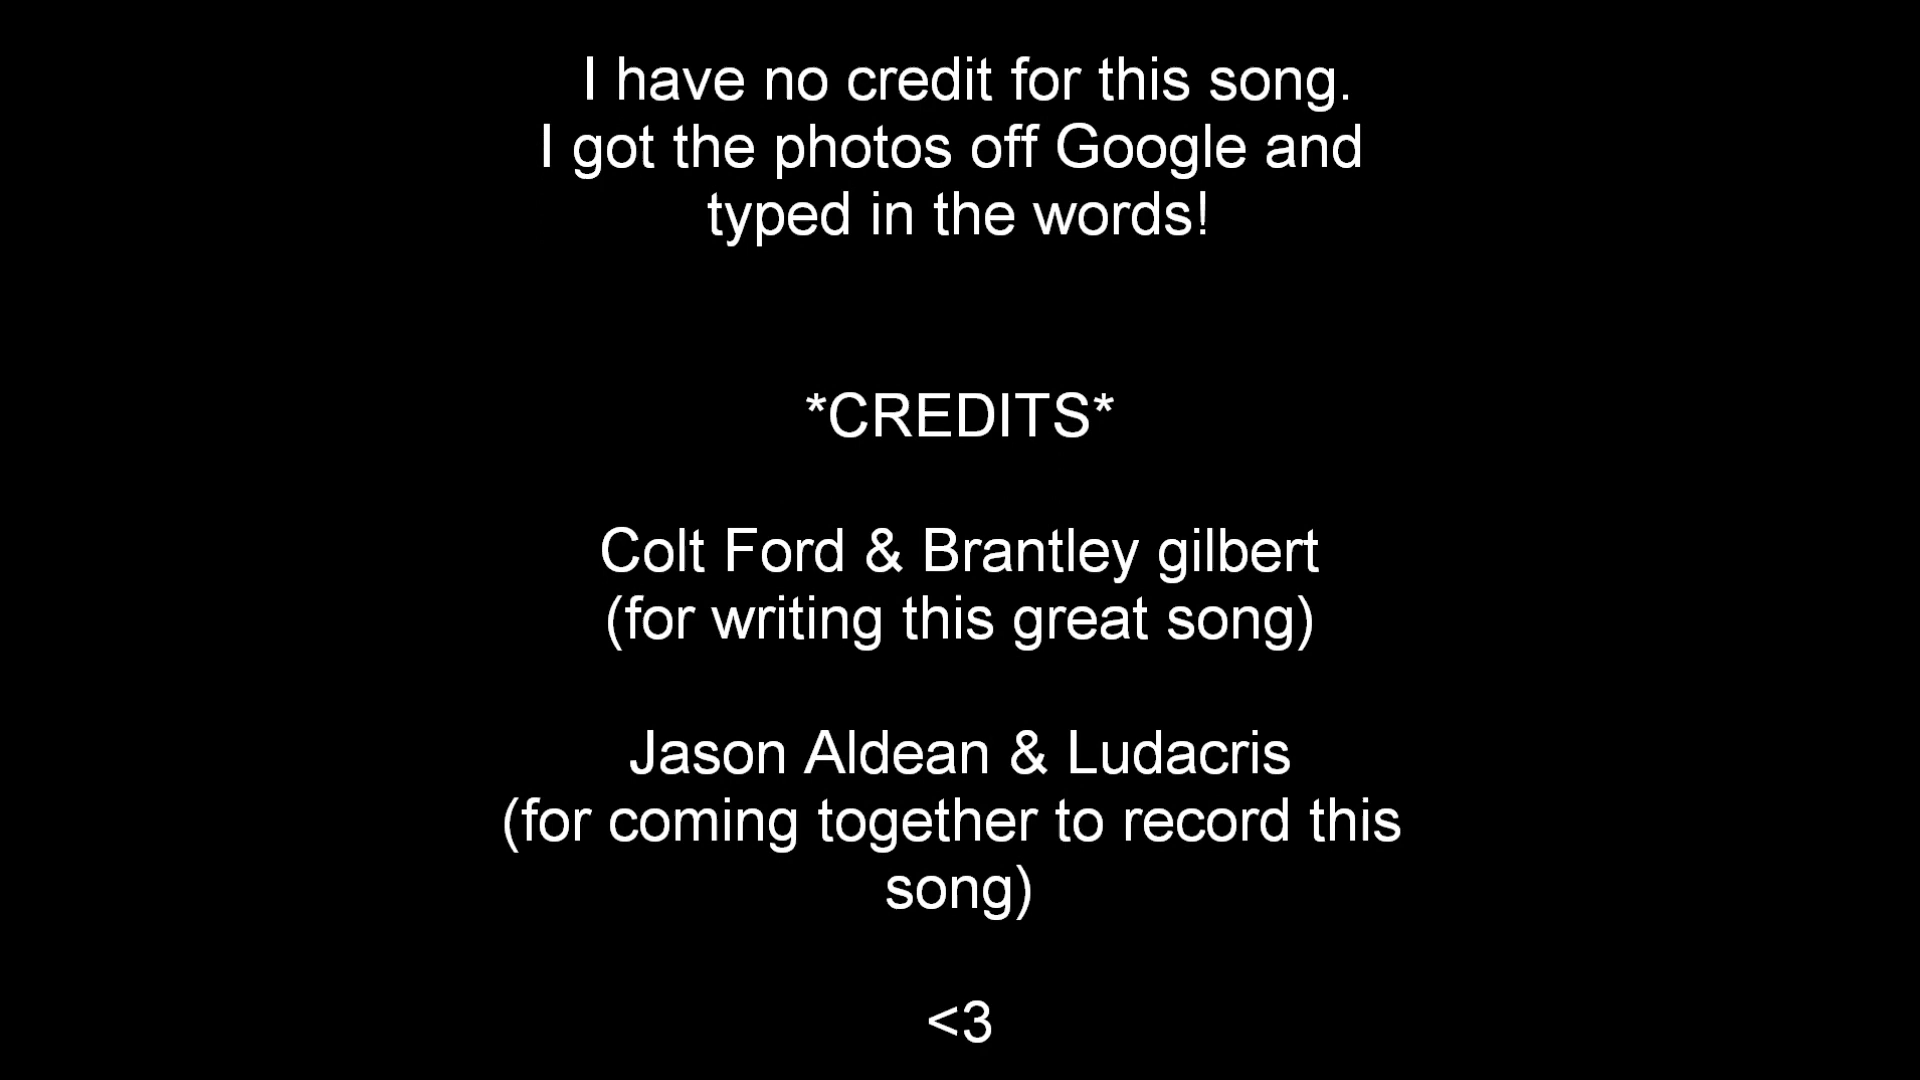 I have no credit for this song.
I got the photos off Google and
typed in the words!
*CREDITS*
Colt Ford & Brantley gilbert
(for writing this great song)
Jason Aldean & Ludacris
(for coming together to record this
song)
<3